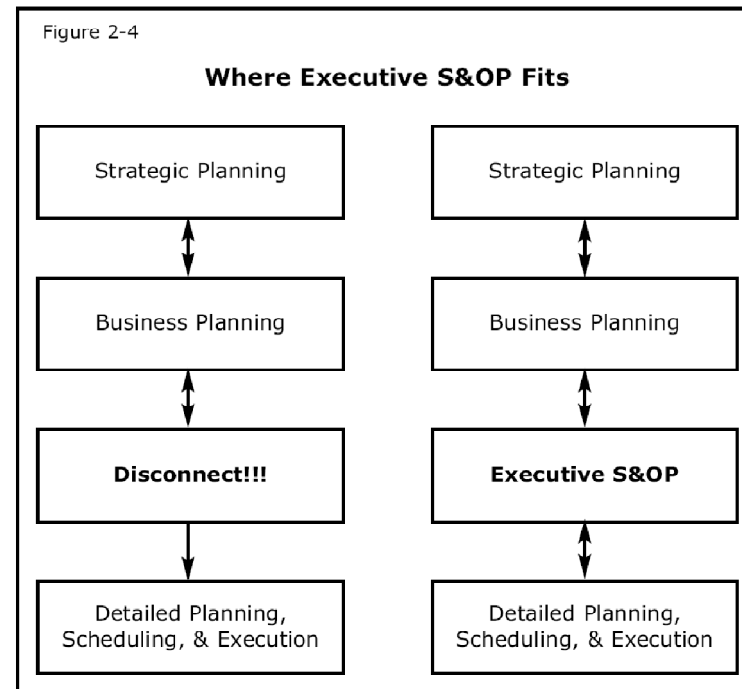 Figure 2-4
Where Executive S&OP Fits
Strategic Planning
Business Planning
Disconnect!!!
Detailed Planning,
Scheduling, & Execution
Strategic Planning
Business Planning
Executive S&OP
Detailed Planning,
Scheduling, & Execution